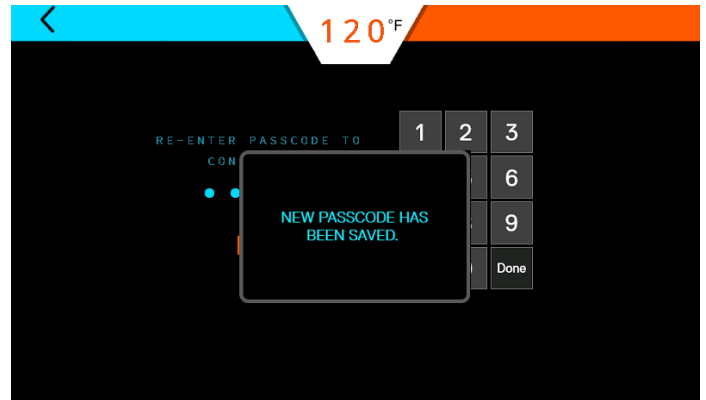 120°F
RE-ENTER PASSCODE TO
CON
NEW PASSCODE HAS
BEEN SAVED.
1 2 3
6
9
Done